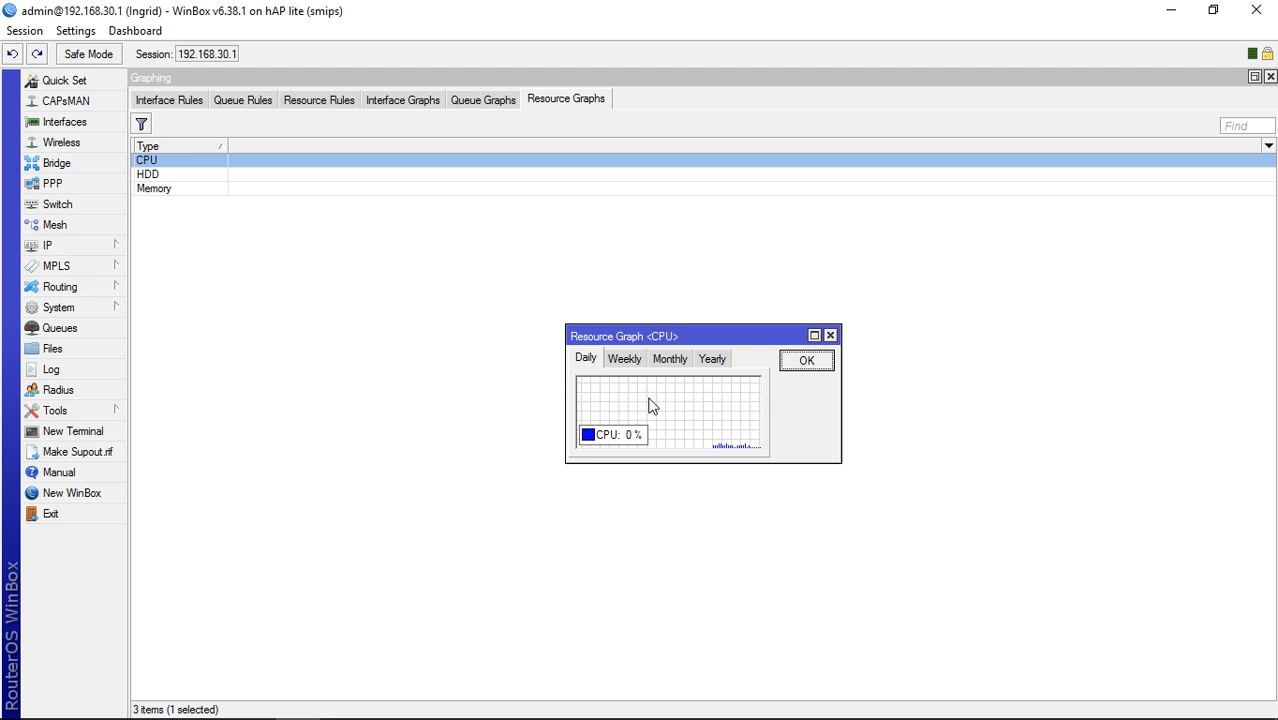 admin@192.168.30.1 (Ingrid) - WinBox v6.38.1 on hAP lite (smips)
Session Settings Dashboard
Safe Mode Session: 192.168.30.1
Quick Set
CAPsMAN
Interfaces
Wireless
Bridge
PPP
Switch
Mesh
IP
MPLS
Routing
System
Queues
Files
Log
Radius
Tools
New Terminal
Make Supout.rif
Manual
New WinBox
Exit
RouterOS WinBox
Graphing
Interface Rules Queue Rules Resource Rules Interface Graphs Queue Graphs Resource Graphs
Find
Type
CPU
HDD
Memory
Resource Graph <CPU>
Daily Weekly Monthly Yearly OK
CPU: 0 %
3 items (1 selected)